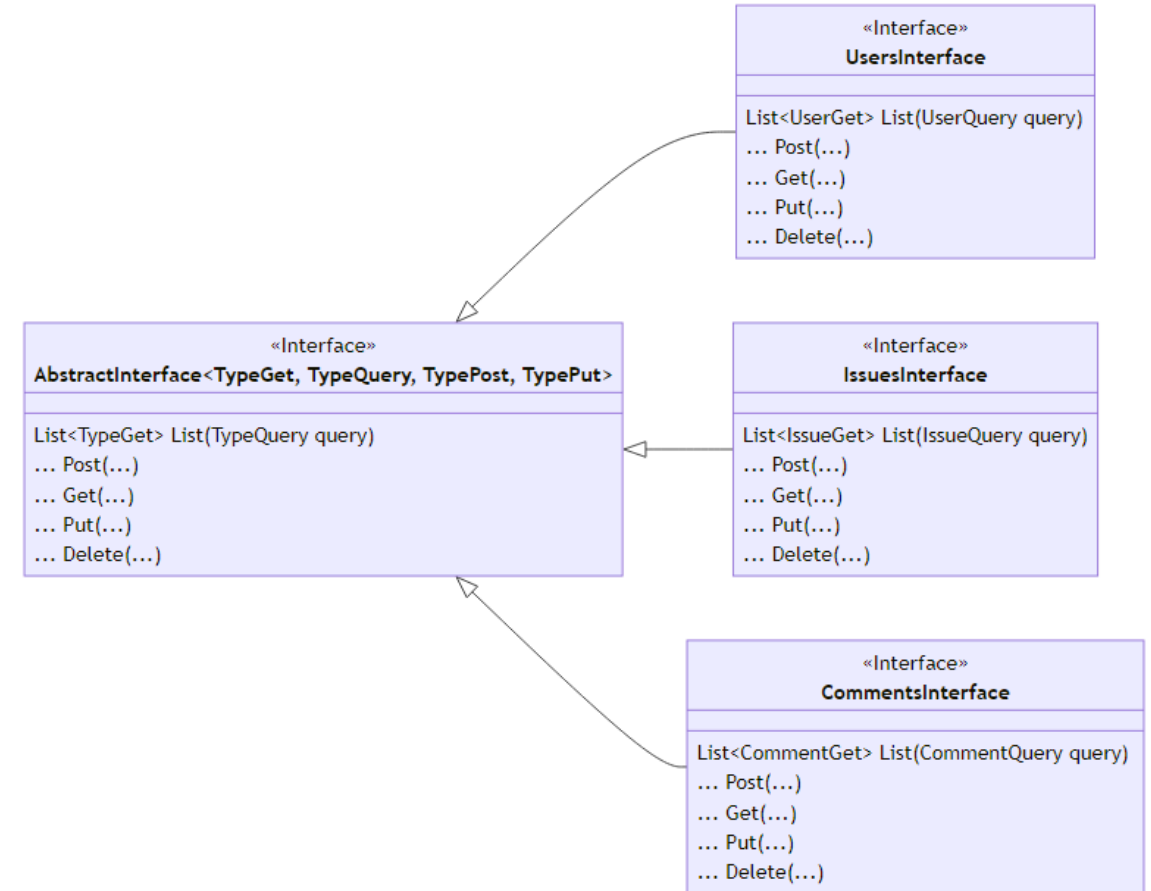 «Interface»
UsersInterface
List<UserGet> List(UserQuery query)
... Post(...)
... Get(...)
... Put(...)
... Delete(...)
«Interface»
AbstractInterface<TypeGet, TypeQuery, TypePost, TypePut>
List<TypeGet> List(TypeQuery query)
... Post(...)
... Get(...)
... Put(...)
... Delete(...)
«Interface»
IssuesInterface
List<IssueGet> List(IssueQuery query)
... Post(...)
... Get(...)
... Put(...)
... Delete(...)
«Interface»
CommentsInterface
List<CommentGet> List(CommentQuery query)
... Post(...)
... Get(...)
... Put(...)
... Delete(...)